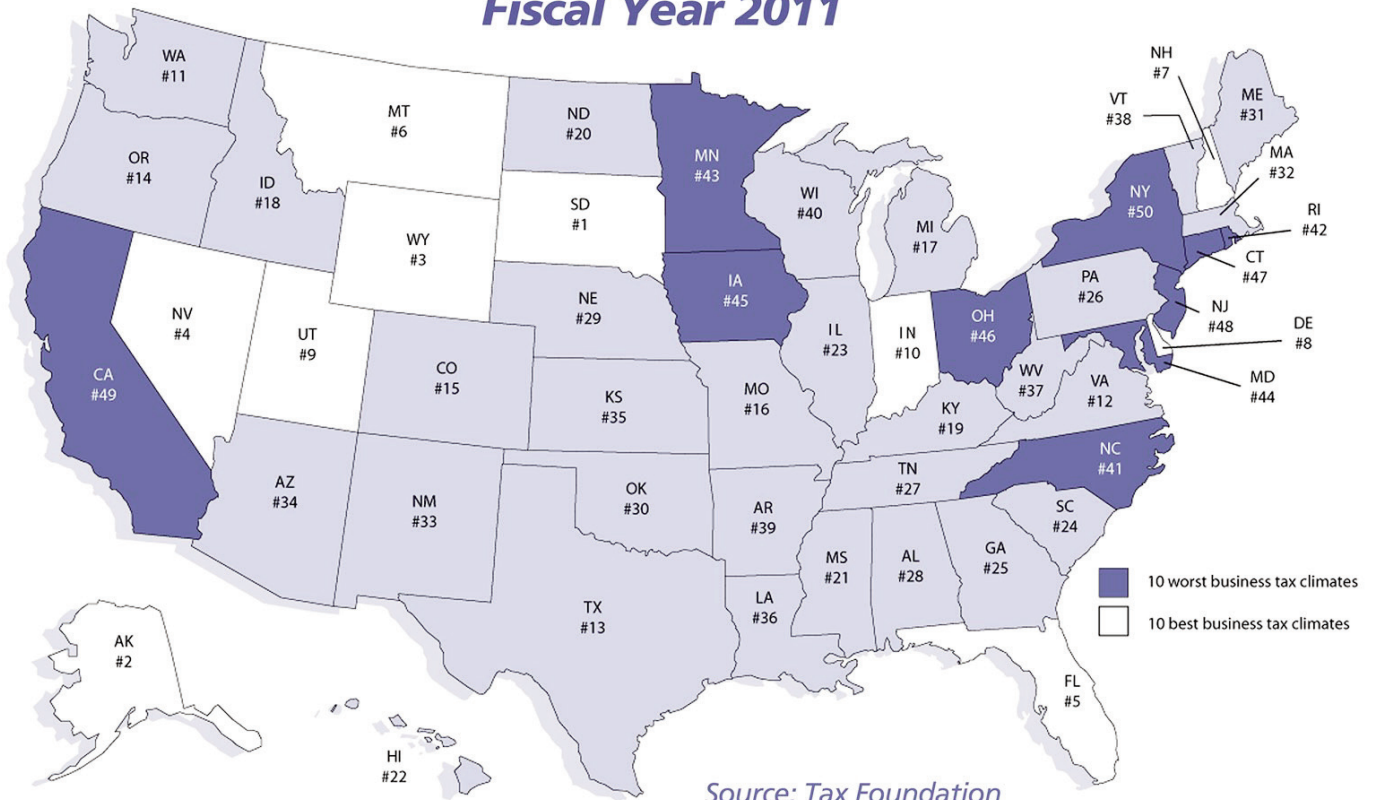 Fiscal Year 2011
WA
#11
MT
#6
ND
#20
MN
#43
NH
#7
VT
#38
ME
#31
MA
#32
OR
#14
ID
#18
SD
#1
WI
#40
MI
#17
NY
#50
RI
#42
WY
#3
CT
#47
NV
#4
UT
#9
NE
#29
IA
#45
PA
#26
NJ
#48
DE
#8
CA
#49
CO
#15
KS
#35
MO
#16
IL
#23
IN
#10
OH
#46
WV
#37
VA
#12
MD
#44
KY
#19
AZ
#34
NM
#33
OK
#30
AR
#39
TN
#27
NC
#41
SC
#24
MS
#21
AL
#28
GA
#25
TX
#13
LA
#36
10 worst business tax climates
10 best business tax climates
AK
#2
FL
#5
HI
#22
Source: Tax Foundation